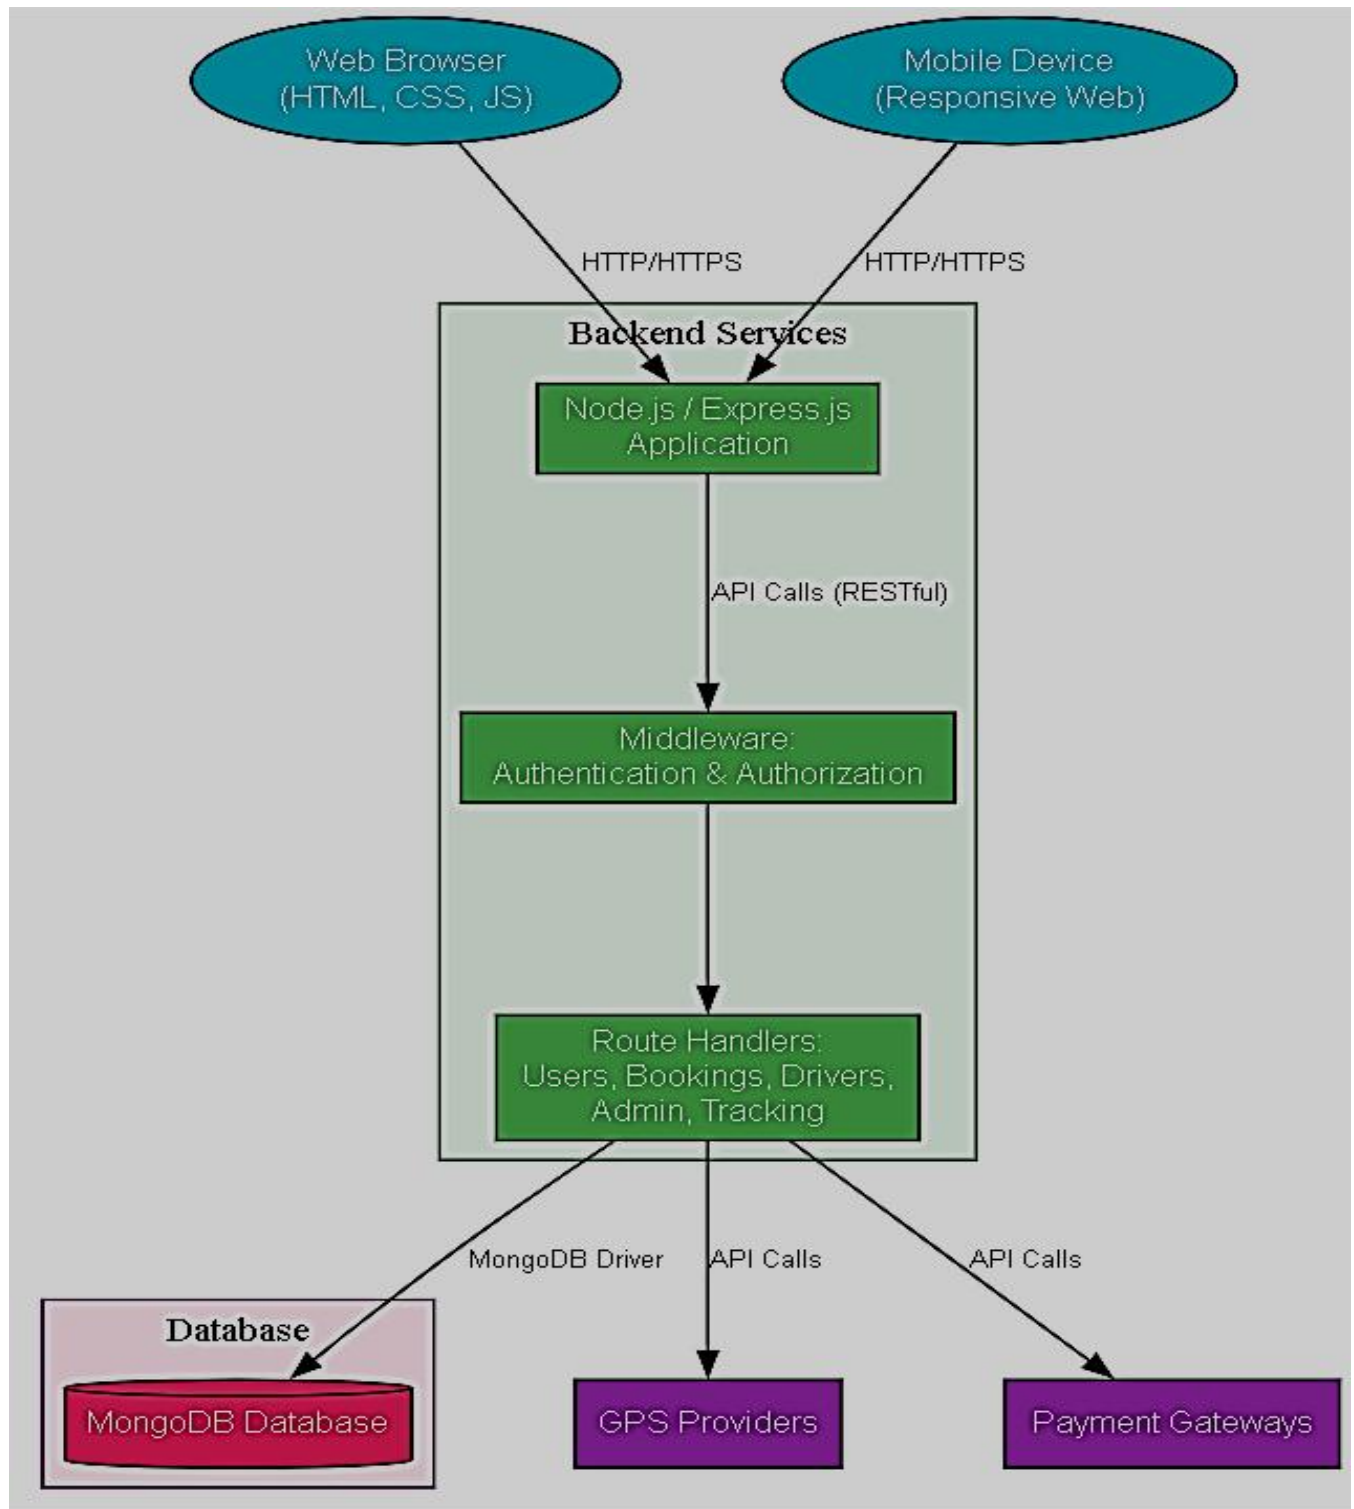 Web Browser
(HTML, CSS, JS)
Mobile Device
(Responsive Web)
HTTP/HTTPS
HTTP/HTTPS
Backend Services
Node.js / Express.js
Application
API Calls (RESTful)
Middleware:
Authentication & Authorization
Route Handlers:
Users, Bookings, Drivers,
Admin, Tracking
MongoDB Driver
API Calls
API Calls
Database
MongoDB Database
GPS Providers
Payment Gateways